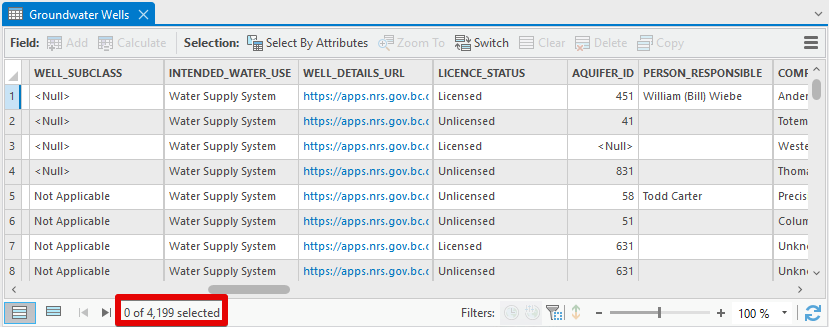 Groundwater Wells
Field: Add Calculate Selection: Select By Attributes Zoom To Switch Clear Delete Copy
WELL_SUBCLASS INTENDED_WATER_USE WELL_DETAILS_URL LICENCE_STATUS AQUIFER_ID PERSON_RESPONSIBLE COMP
1 <Null> Water Supply System https://apps.nrs.gov.bc.c Licensed 451 William (Bill) Wiebe Ander
2 <Null> Water Supply System https://apps.nrs.gov.bc.c Unlicensed 41 Totem
3 <Null> Water Supply System https://apps.nrs.gov.bc.c Licensed <Null> Weste
4 <Null> Water Supply System https://apps.nrs.gov.bc.c Unlicensed 831 Thoma
5 Not Applicable Water Supply System https://apps.nrs.gov.bc.c Unlicensed 58 Todd Carter Precis
6 Not Applicable Water Supply System https://apps.nrs.gov.bc.c Unlicensed 51 Colum
7 Not Applicable Water Supply System https://apps.nrs.gov.bc.c Licensed 631 Unkno
8 Not Applicable Water Supply System https://apps.nrs.gov.bc.c Unlicensed 631 Unkno
0 of 4,199 selected Filters: 100 %